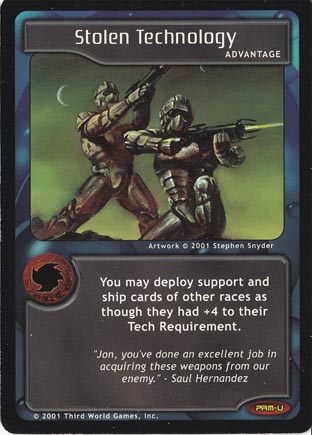 Stolen Technology
ADVANTAGE
Artwork © 2001 Stephen Snyder
You may deploy support and
ship cards of other races as
though they had +4 to their
Tech Requirement.
"Jon, you've done an excellent job in
acquiring these weapons from our
enemy." - Saul Hernandez
© 2001 Third World Games, Inc.
PRM-U